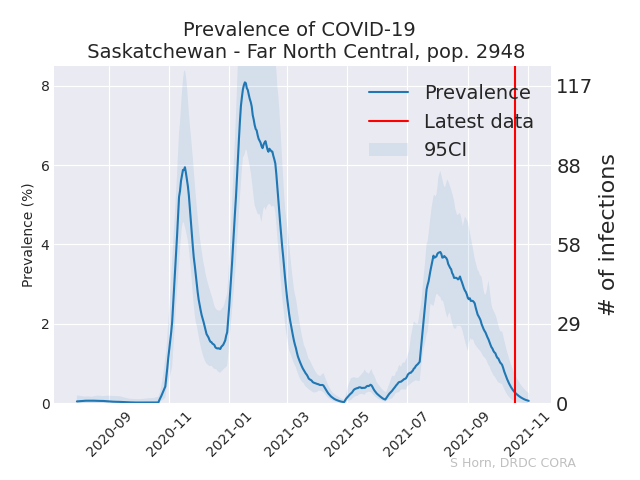 Prevalence of COVID-19
Saskatchewan - Far North Central, pop. 2948
Prevalence (%)
8
6
4
2
0
Prevalence
Latest data
95CI
117
88
58
29
0
# of infections
2020-09
2020-11
2021-01
2021-03
2021-05
2021-07
2021-09
2021-11
S Horn, DRDC CORA